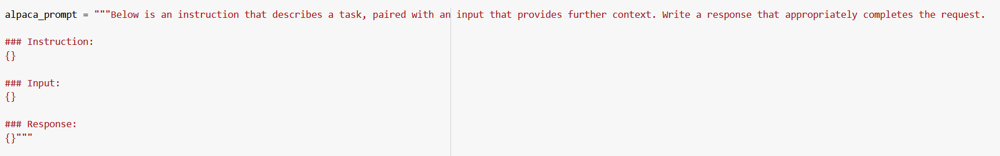 alpaca_prompt = """Below is an instruction that describes a task, paired with an input that provides further context. Write a response that appropriately completes the request.
### Instruction:
{}
### Input:
{}
### Response:
{}"""